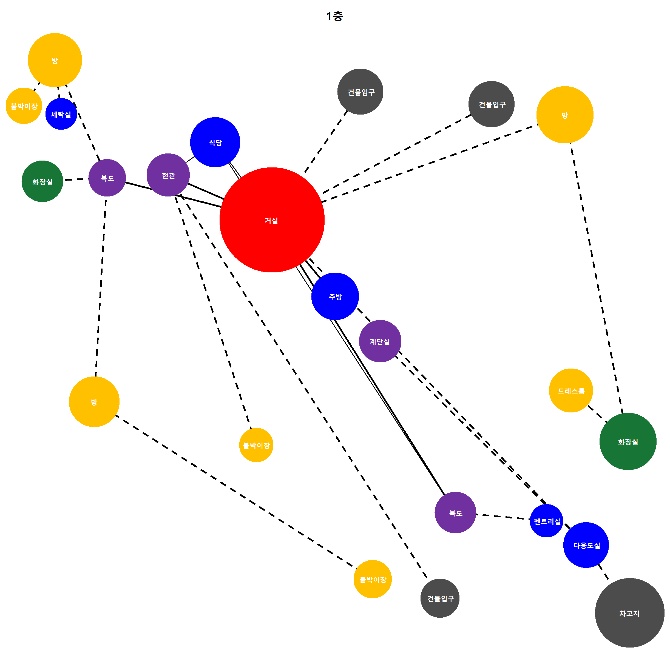 1층
방
건물입구
붙박이장
세탁실
건물입구
방
식당
현관
복도
화장실
거실
주방
계단실
드레스룸
방
붙박이장
화장실
복도
팬트리실
다용도실
붙박이장
건물입구
차고지